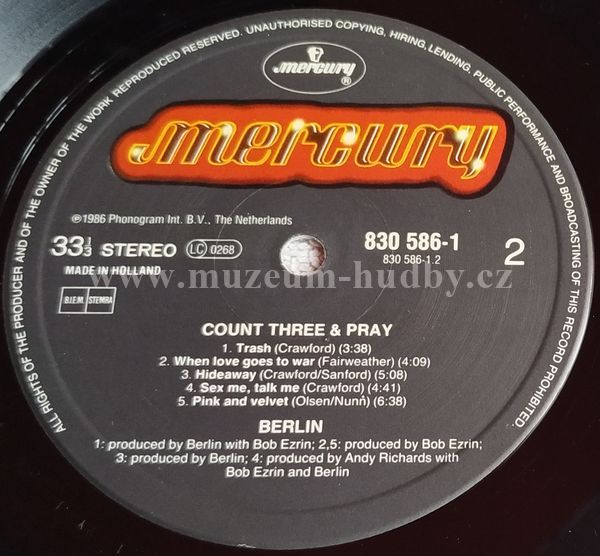 ALL RIGHTS OF THE PRODUCER AND OF THE OWNER OF THE WORK REPRODUCED RESERVED. UNAUTHORISED COPYING, HIRING, LENDING, PUBLIC PERFORMANCE AND BROADCASTING OF THIS RECORD PROHIBITED.
mercury ®
mercury
℗1986 Phonogram Int. B.V., The Netherlands
33 1/3 STEREO LC 0268
MADE IN HOLLAND
830 586-1
830 586-1.2
2
www.muzeum-hudby.cz
B.I.E.M. STEMRA
COUNT THREE & PRAY
1. Trash (Crawford) (3:38)
2. When love goes to war (Fairweather) (4:09)
3. Hideaway (Crawford/Sanford) (5:08)
4. Sex me, talk me (Crawford) (4:41)
5. Pink and velvet (Olsen/Nunn) (6:38)
BERLIN
1: produced by Berlin with Bob Ezrin; 2,5: produced by Bob Ezrin;
3: produced by Berlin; 4: produced by Andy Richards with
Bob Ezrin and Berlin